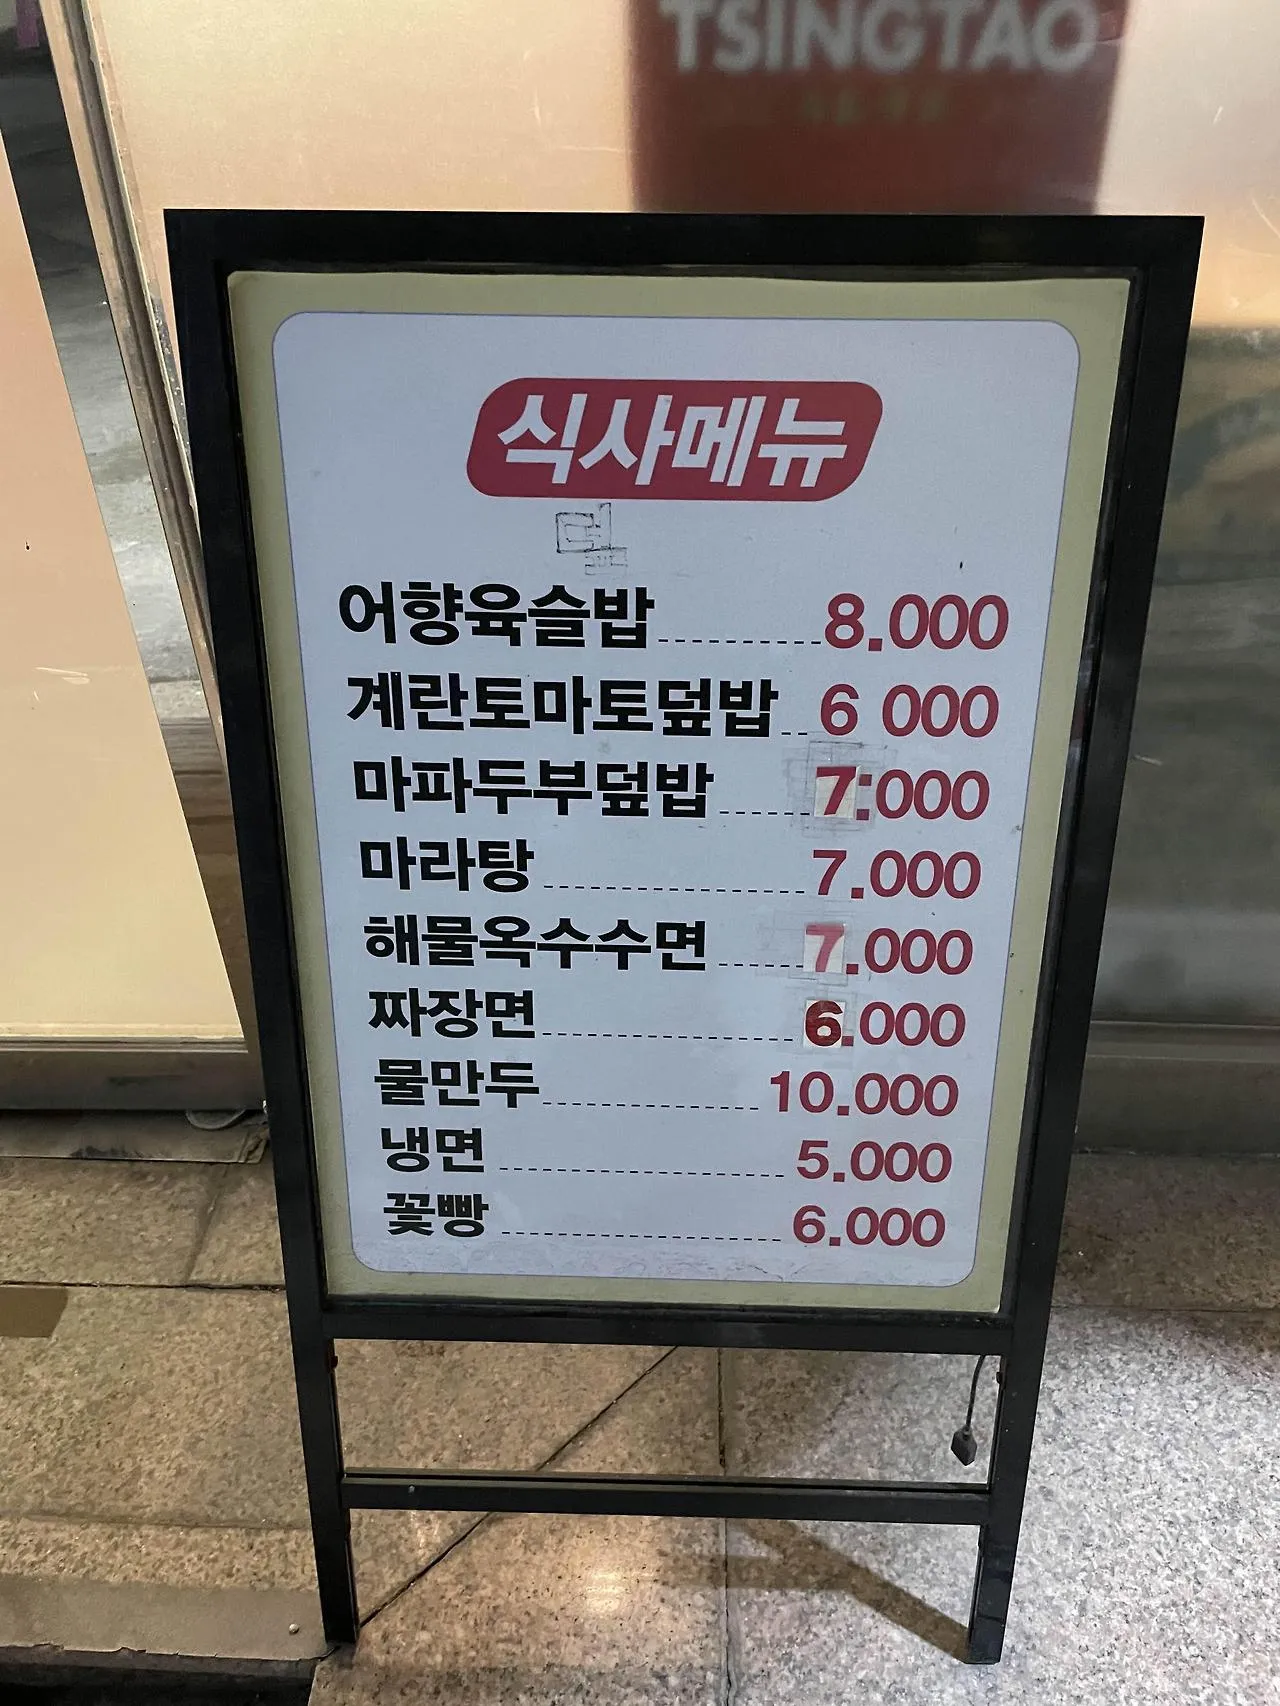 TSINGTAO
식사메뉴
어향육슬밥 8.000
계란토마토덮밥 6 000
마파두부덮밥 7.000
마라탕 7.000
해물옥수수면 7.000
짜장면 6.000
물만두 10.000
냉면 5.000
꽃빵 6.000